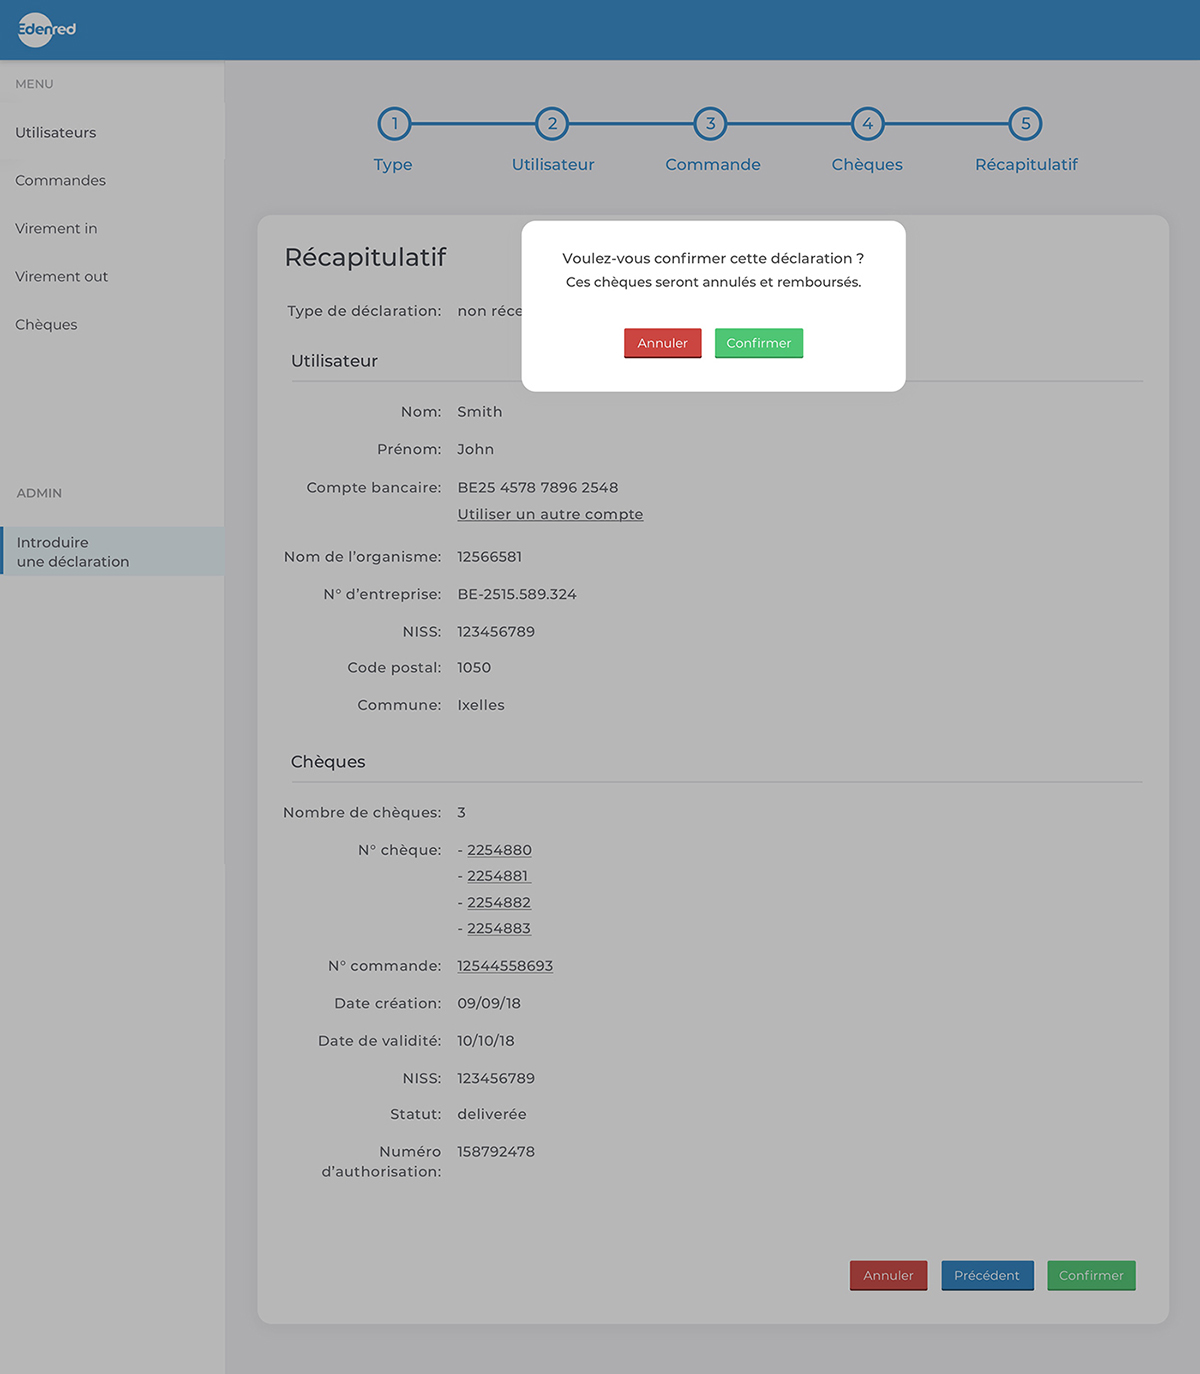 Edenred
MENU
Utilisateurs
Commandes
Virement in
Virement out
Chèques
ADMIN
Introduire
une déclaration
1 2 3 4 5
Type Utilisateur Commande Chèques Récapitulatif
Récapitulatif
Voulez-vous confirmer cette déclaration ?
Ces chèques seront annulés et remboursés.
Annuler Confirmer
Type de déclaration: non réce
Utilisateur
Nom: Smith
Prénom: John
Compte bancaire: BE25 4578 7896 2548
Utiliser un autre compte
Nom de l’organisme: 12566581
N° d’entreprise: BE-2515.589.324
NISS: 123456789
Code postal: 1050
Commune: Ixelles
Chèques
Nombre de chèques: 3
N° chèque: - 2254880
- 2254881
- 2254882
- 2254883
N° commande: 12544558693
Date création: 09/09/18
Date de validité: 10/10/18
NISS: 123456789
Statut: deliverée
Numéro 158792478
d’authorisation:
Annuler Précédent Confirmer